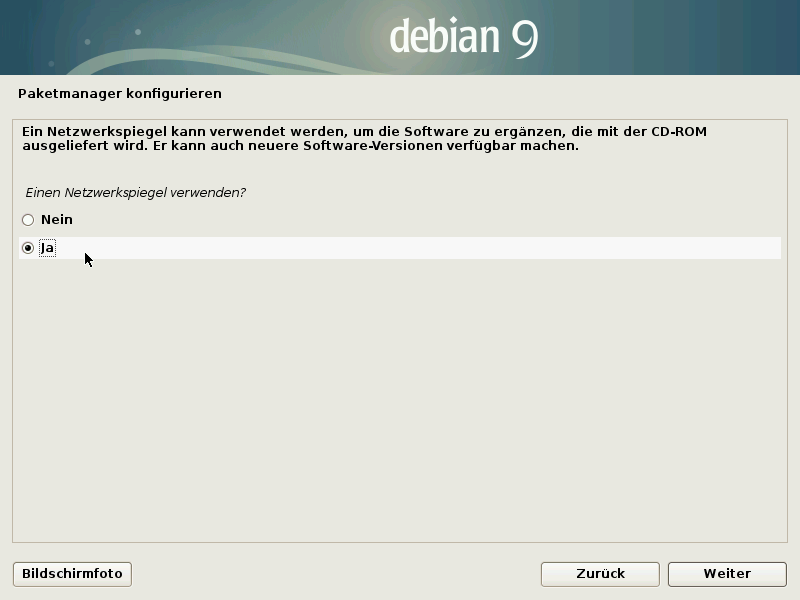 debian 9
Paketmanager konfigurieren
Ein Netzwerkspiegel kann verwendet werden, um die Software zu ergänzen, die mit der CD-ROM
ausgeliefert wird. Er kann auch neuere Software-Versionen verfügbar machen.
Einen Netzwerkspiegel verwenden?
Nein
Ja
Bildschirmfoto
Zurück
Weiter